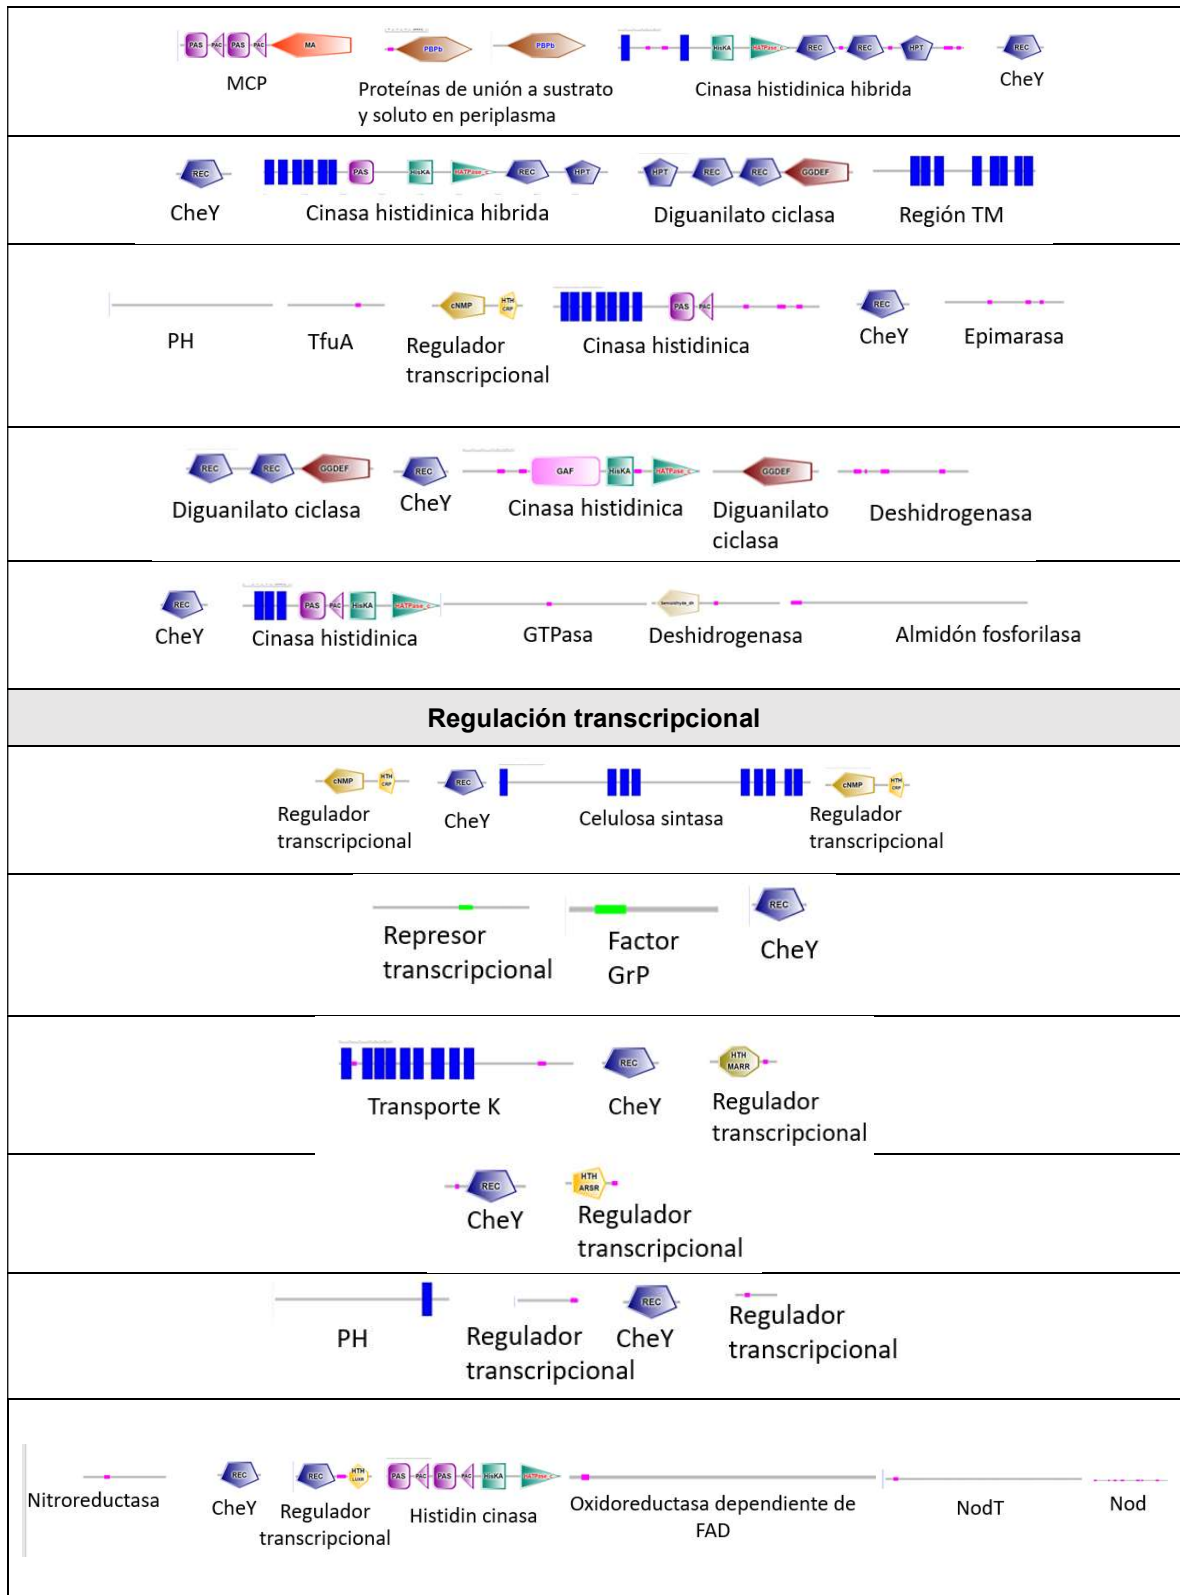 PAS PAC PAS PAC MA PBPb PBPb HisKA HATPase_c REC REC HPT REC
MCP Proteínas de unión a sustrato Cinasa histidinica hibrida CheY
y soluto en periplasma
REC PAS HisKA HATPase_c REC HPT HPT REC REC GGDEF
CheY Cinasa histidinica hibrida Diguanilato ciclasa Región TM
cNMP HTH CRP PAS PAC REC
PH TfuA Regulador Cinasa histidinica CheY Epimarasa
transcripcional
REC REC GGDEF REC GAF HisKA HATPase_c GGDEF
Diguanilato ciclasa CheY Cinasa histidinica Diguanilato Deshidrogenasa
ciclasa
REC PAS PAC HisKA HATPase_c
CheY Cinasa histidinica GTPasa Deshidrogenasa Almidón fosforilasa
Regulación transcripcional
cNMP HTH CRP REC cNMP HTH CRP
Regulador CheY Celulosa sintasa Regulador
transcripcional transcripcional
REC
Represor Factor CheY
transcripcional GrP
REC HTH MARR
Transporte K CheY Regulador
transcripcional
REC HTH ARSR
CheY Regulador
transcripcional
REC
PH Regulador CheY Regulador
transcripcional transcripcional
REC REC HTH LUXR PAS PAC PAS PAC HisKA HATPase_c
Nitroreductasa CheY Regulador Histidin cinasa Oxidoreductasa dependiente de NodT Nod
transcripcional FAD